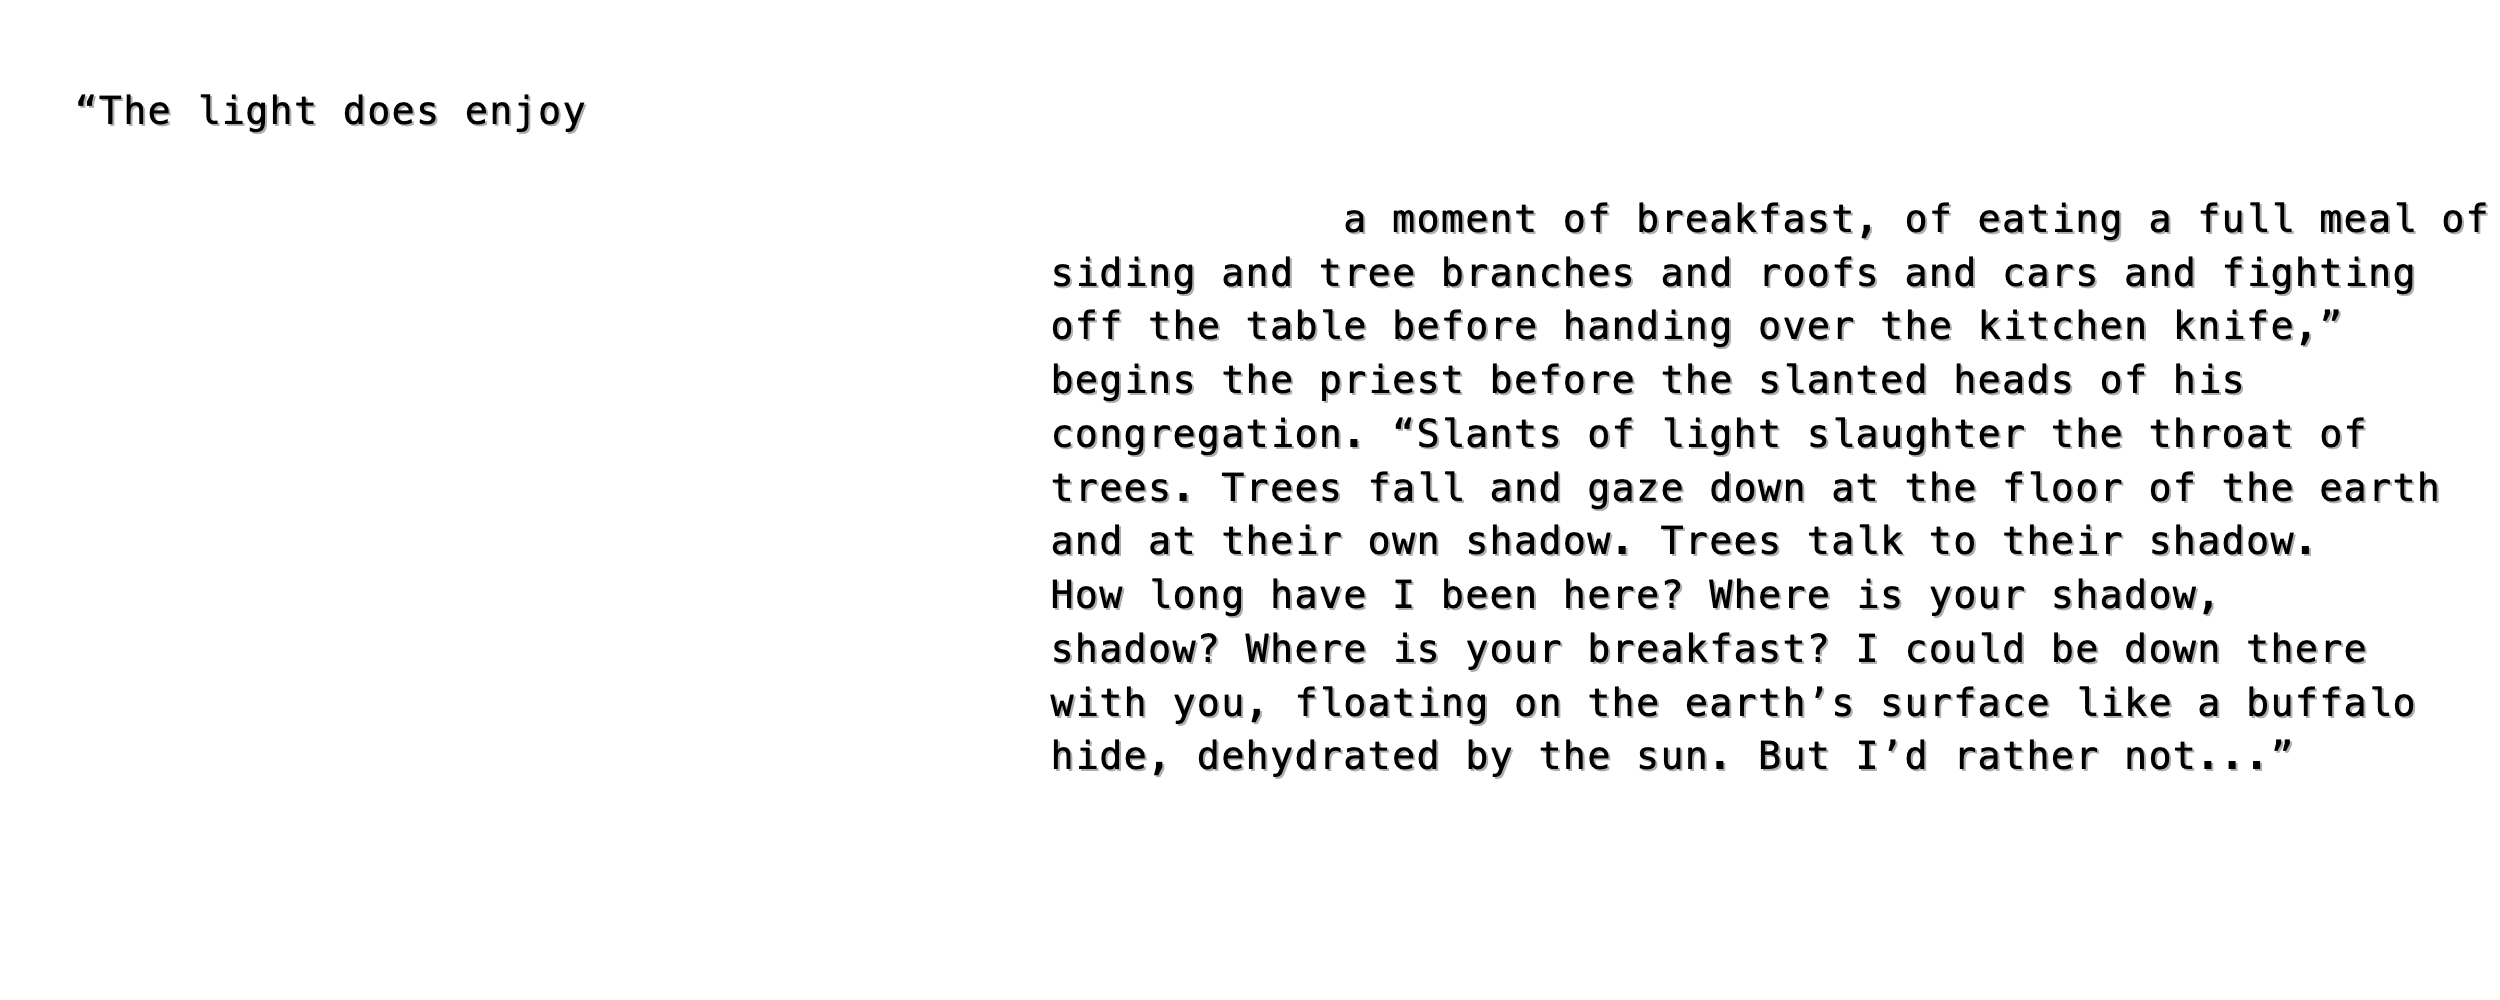 “The light does enjoy
a moment of breakfast, of eating a full meal of
siding and tree branches and roofs and cars and fighting
off the table before handing over the kitchen knife,”
begins the priest before the slanted heads of his
congregation. “Slants of light slaughter the throat of
trees. Trees fall and gaze down at the floor of the earth
and at their own shadow. Trees talk to their shadow.
How long have I been here? Where is your shadow,
shadow? Where is your breakfast? I could be down there
with you, floating on the earth’s surface like a buffalo
hide, dehydrated by the sun. But I’d rather not...”